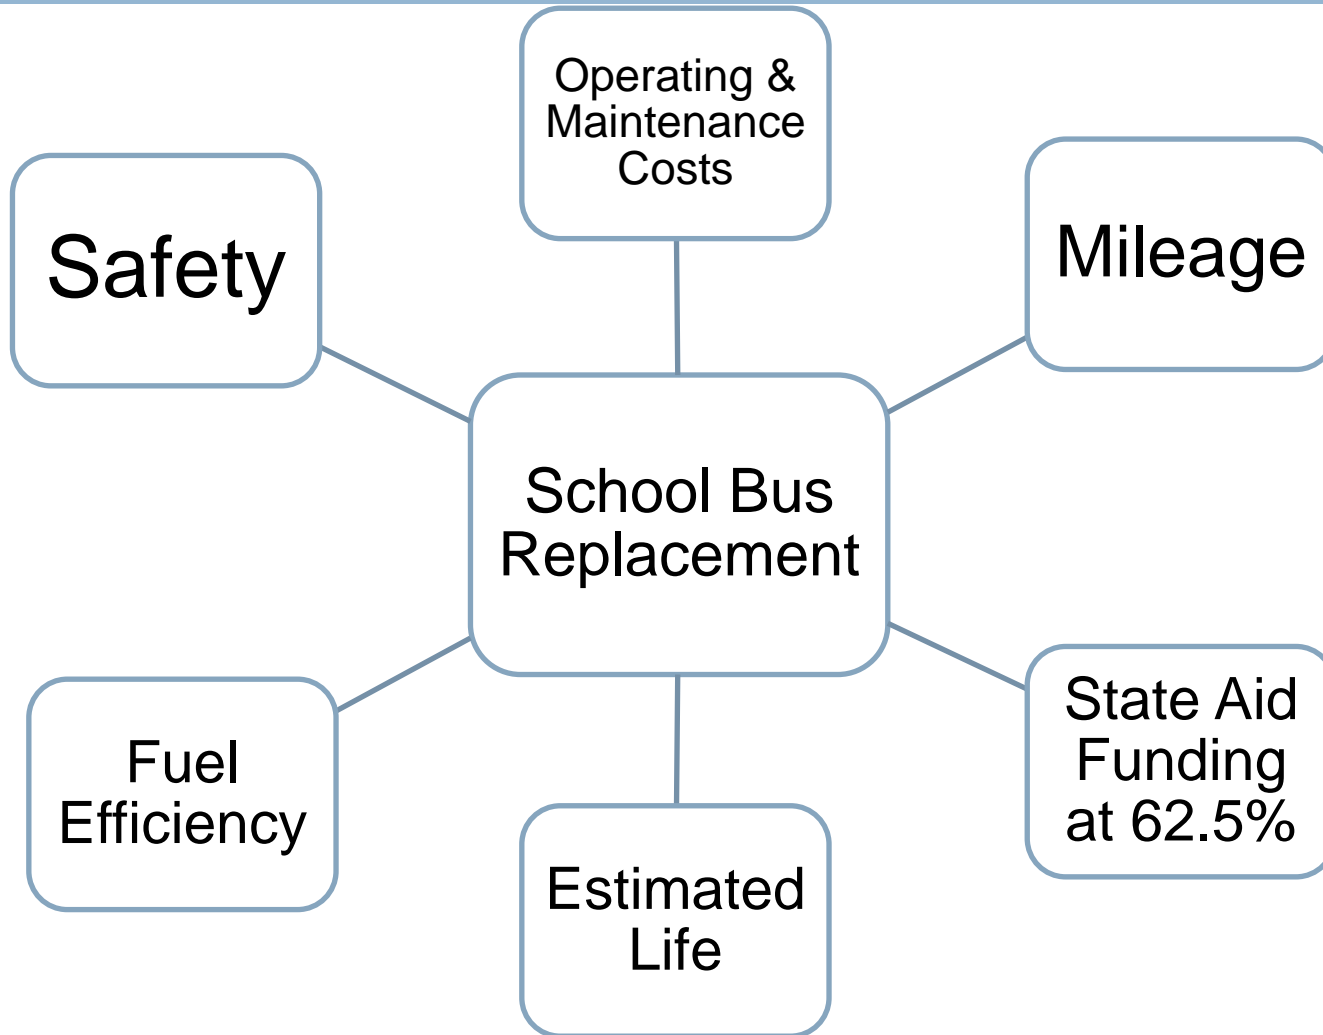 Operating &
Maintenance
Costs
Safety
Mileage
School Bus
Replacement
Fuel
Efficiency
State Aid
Funding
at 62.5%
Estimated
Life